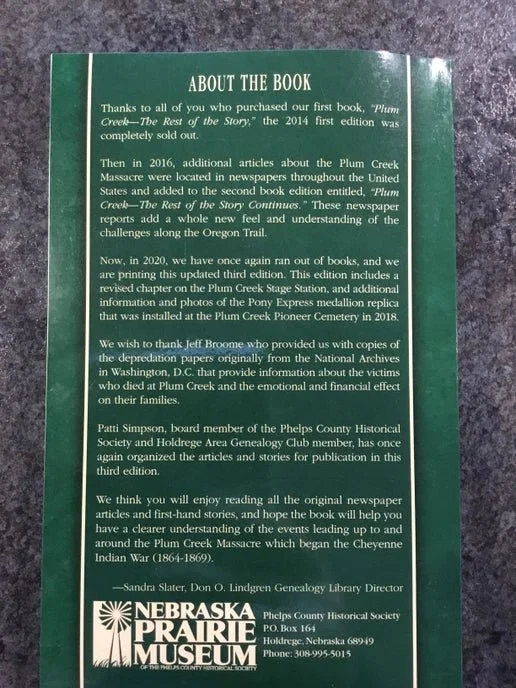 ABOUT THE BOOK
Thanks to all of you who purchased our first book, "Plum
Creek—The Rest of the Story," the 2014 first edition was
completely sold out.
Then in 2016, additional articles about the Plum Creek
Massacre were located in newspapers throughout the United
States and added to the second book edition entitled, "Plum
Creek—The Rest of the Story Continues." These newspaper
reports add a whole new feel and understanding of the
challenges along the Oregon Trail.
Now, in 2020, we have once again ran out of books, and we
are printing this updated third edition. This edition includes a
revised chapter on the Plum Creek Stage Station, and additional
information and photos of the Pony Express medallion replica
that was installed at the Plum Creek Pioneer Cemetery in 2018.
We wish to thank Jeff Broome who provided us with copies of
the depredation papers originally from the National Archives
in Washington, D.C. that provide information about the victims
who died at Plum Creek and the emotional and financial effect
on their families.
Patti Simpson, board member of the Phelps County Historical
Society and Holdrege Area Genealogy Club member, has once
again organized the articles and stories for publication in this
third edition.
We think you will enjoy reading all the original newspaper
articles and first-hand stories, and hope the book will help you
have a clearer understanding of the events leading up to and
around the Plum Creek Massacre which began the Cheyenne
Indian War (1864-1869).
—Sandra Slater, Don O. Lindgren Genealogy Library Director
NEBRASKA
PRAIRIE
MUSEUM
OF THE PHELPS COUNTY HISTORICAL SOCIETY
Phelps County Historical Society
P.O. Box 164
Holdrege, Nebraska 68949
Phone: 308-995-5015